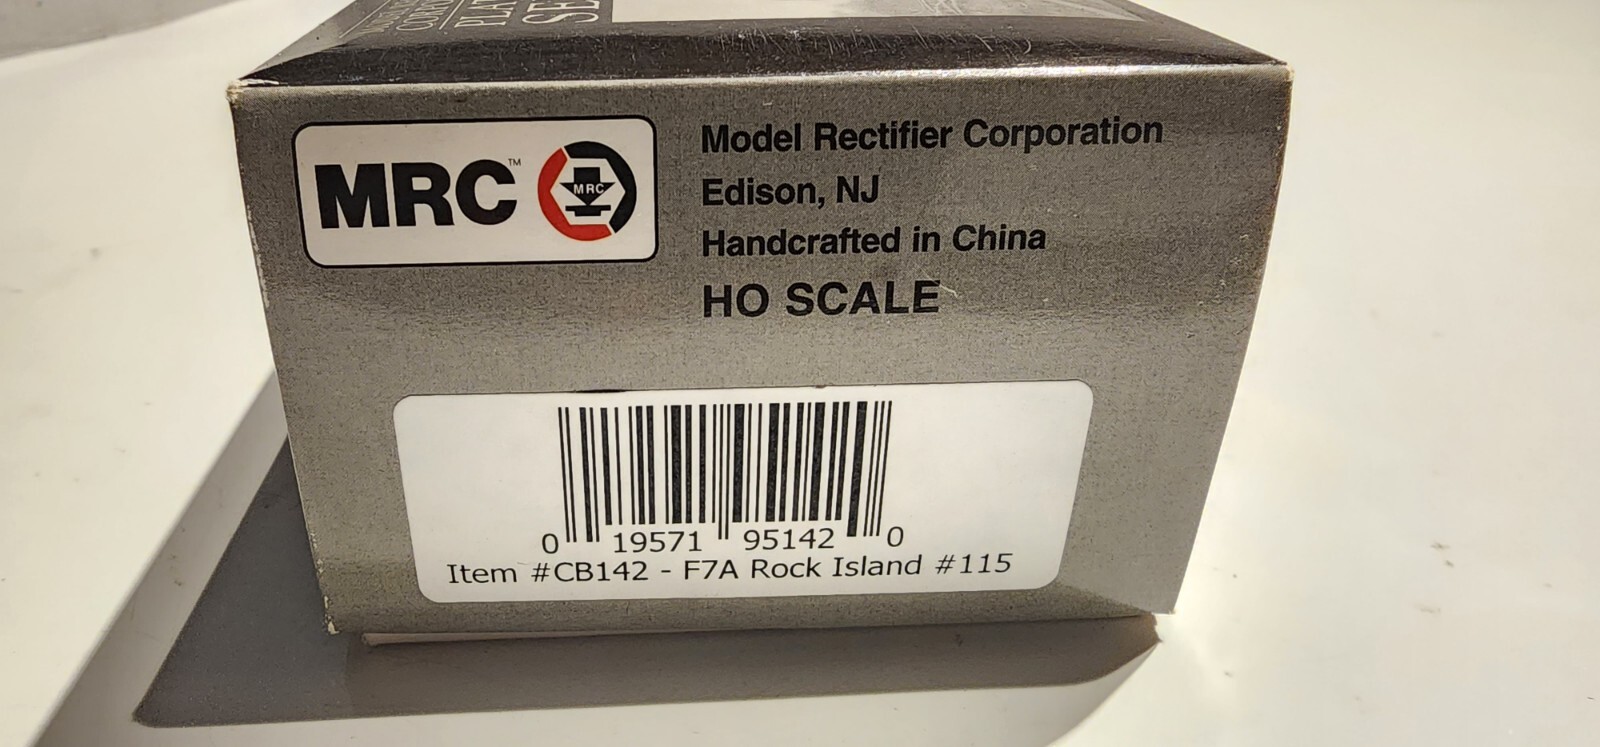 MRC™
MRC
Model Rectifier Corporation
Edison, NJ
Handcrafted in China
HO SCALE
0 19571 95142 0
Item #CB142 - F7A Rock Island #115